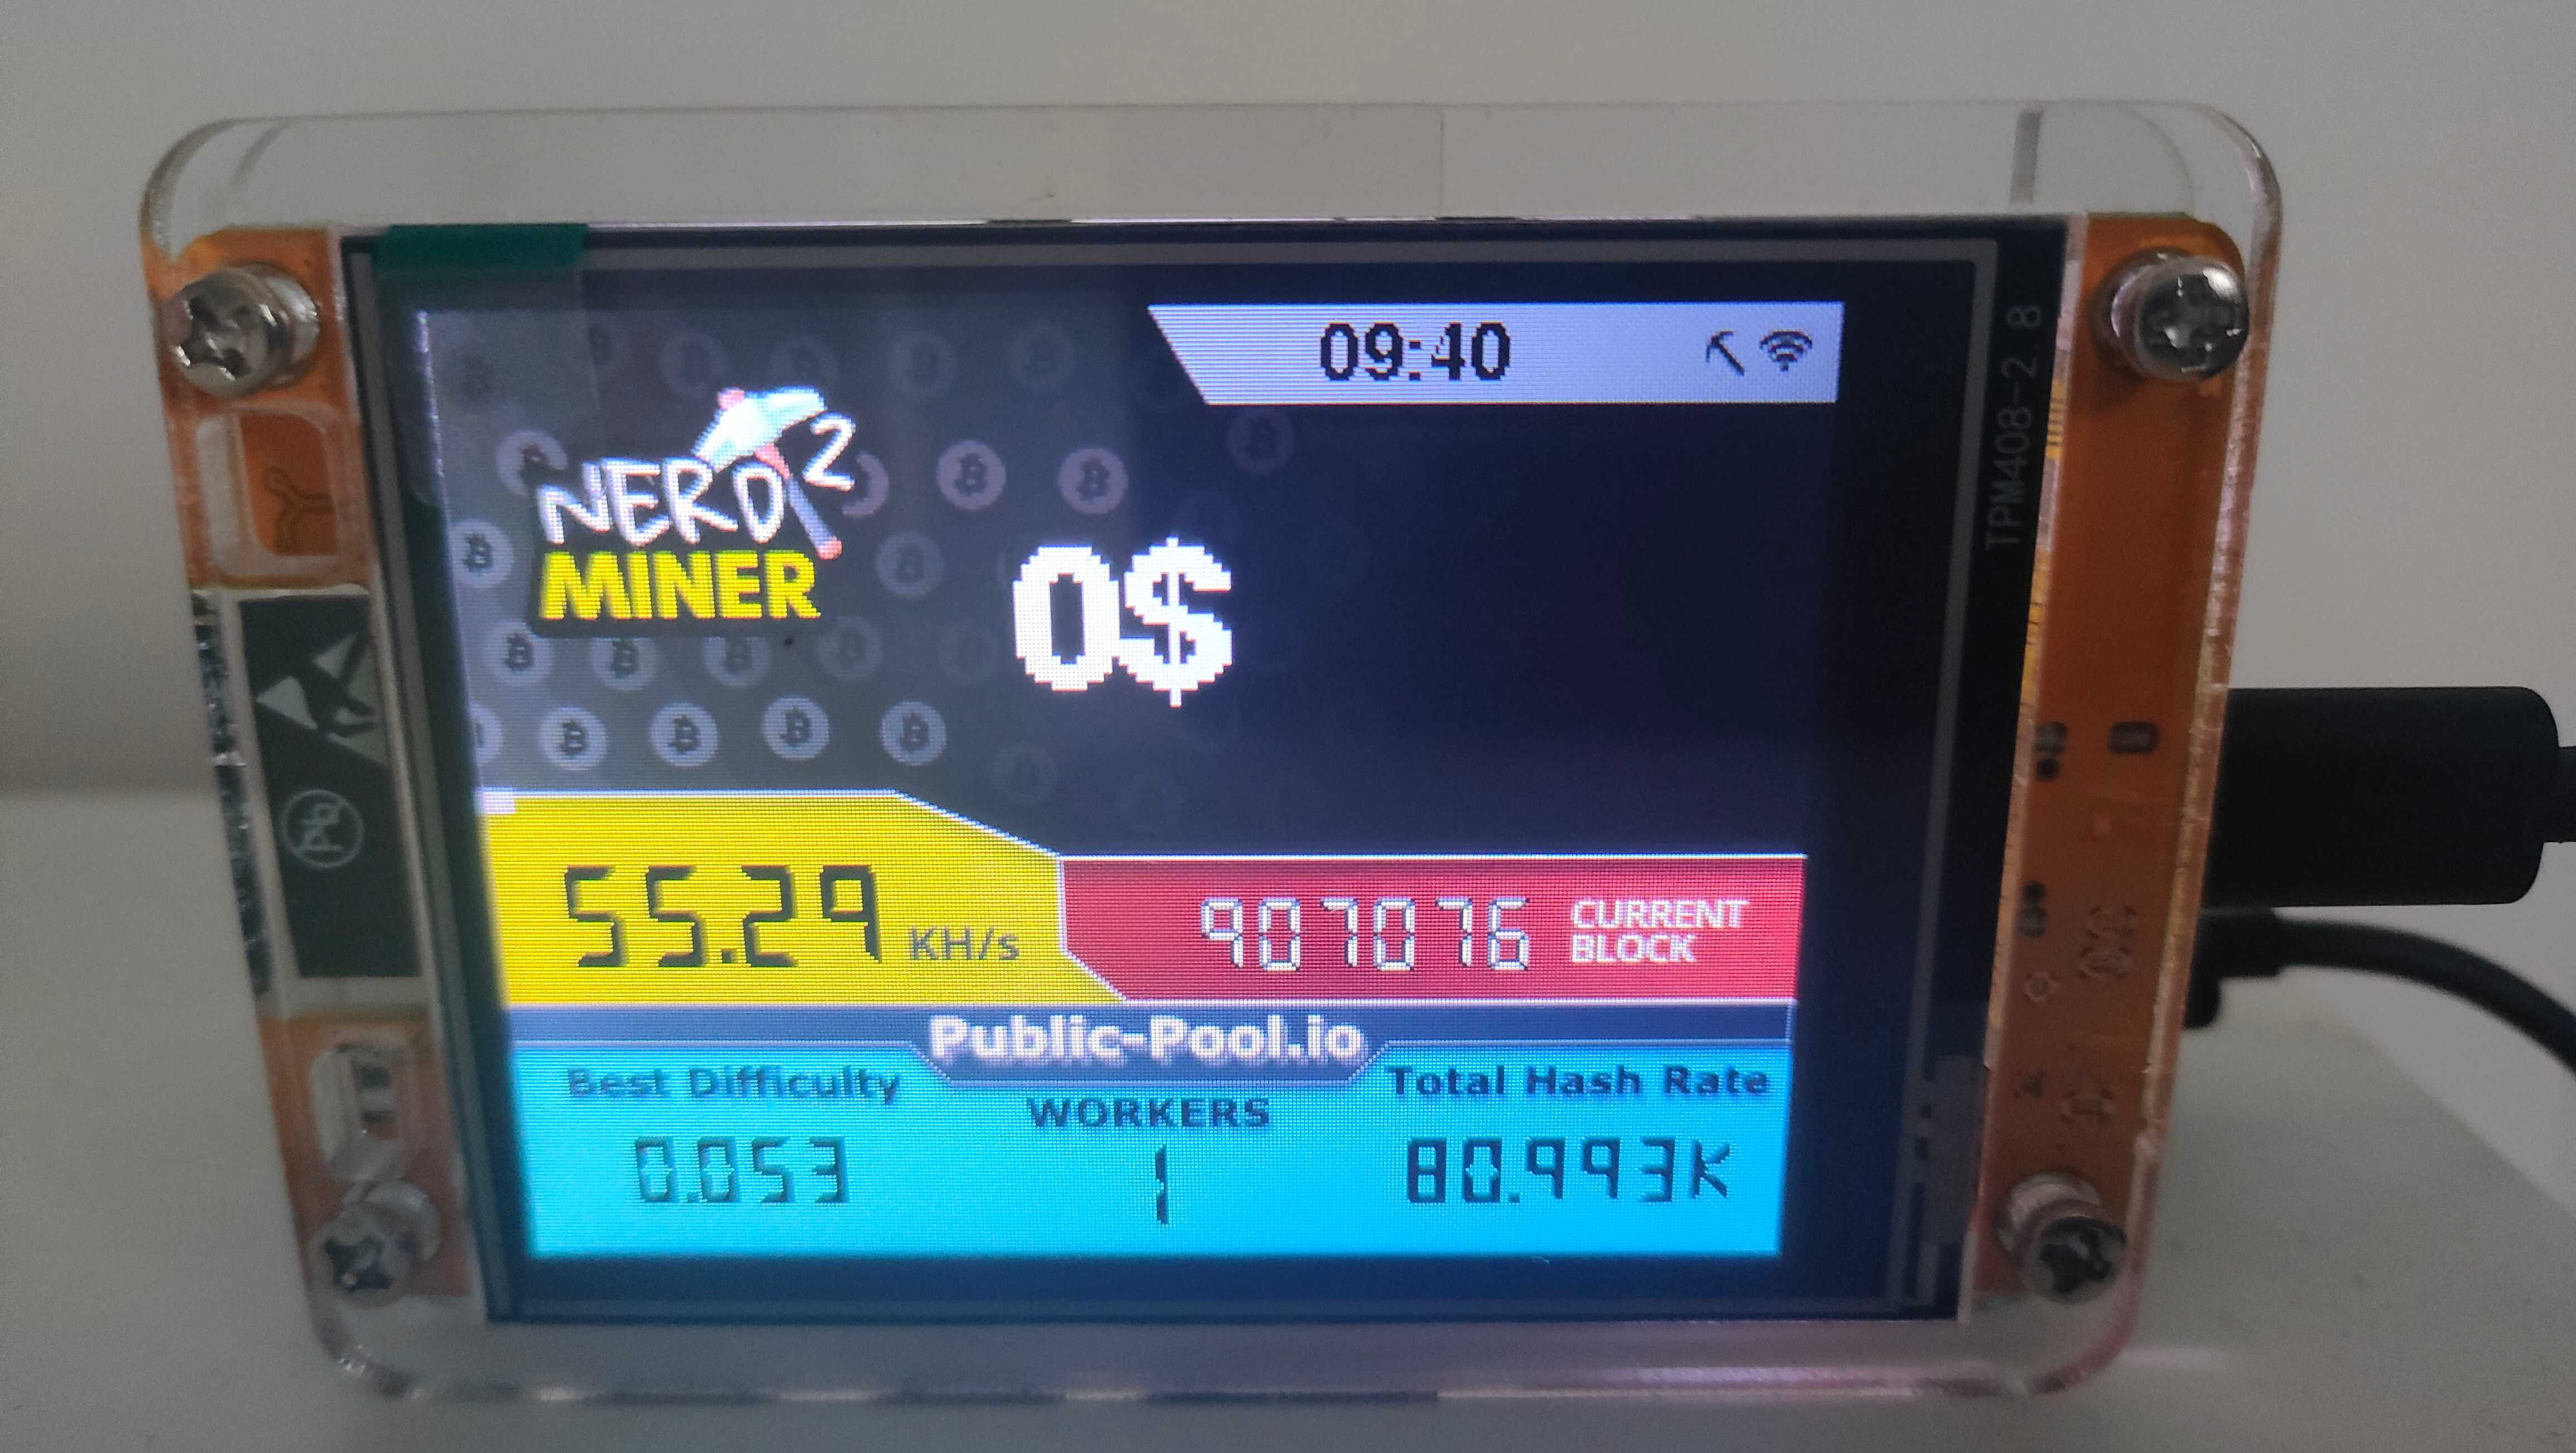 09:40
NERD 2
MINER
0$
TPM408-2.8
Pb
55.29 KH/s
907076 CURRENT
BLOCK
Public-Pool.io
Best Difficulty
WORKERS
Total Hash Rate
0.053
1
80.993K